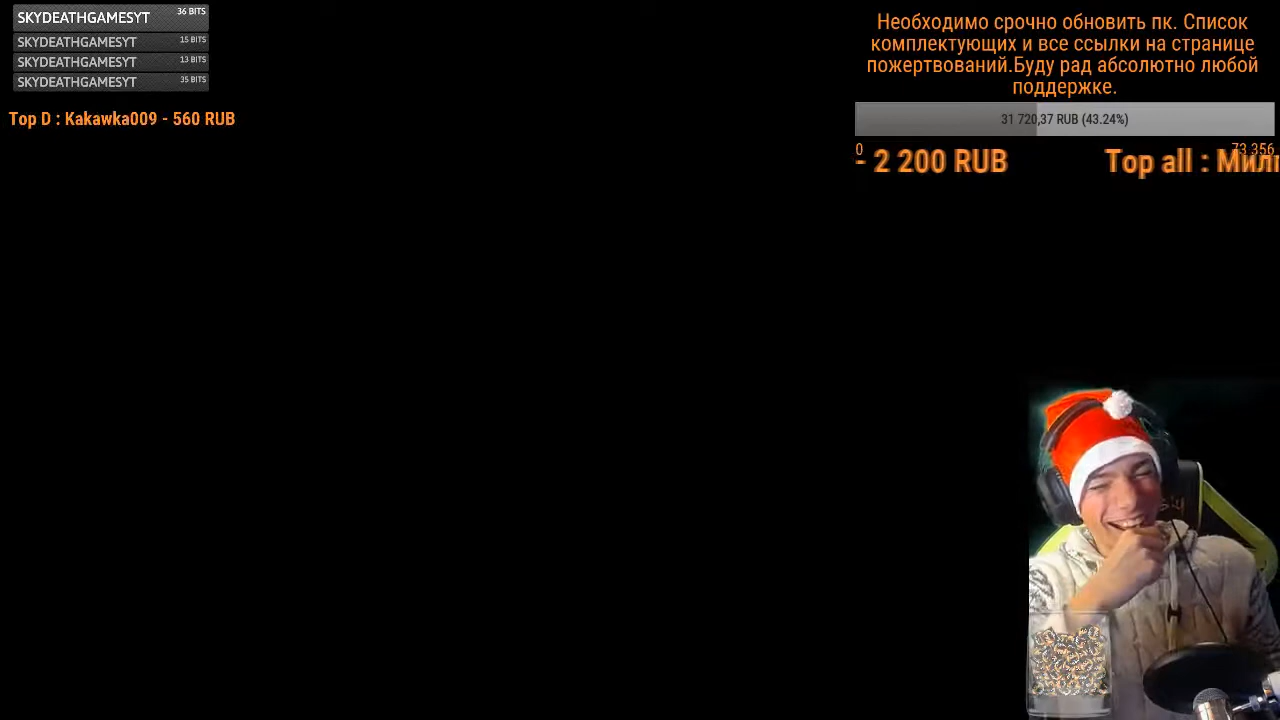 SKYDEATHGAMESYT 36 BITS
SKYDEATHGAMESYT 15 BITS
SKYDEATHGAMESYT 13 BITS
SKYDEATHGAMESYT 35 BITS
Top D : Kakawka009 - 560 RUB
Необходимо срочно обновить пк. Список
комплектующих и все ссылки на странице
пожертвований.Буду рад абсолютно любой
поддержке.
31 720,37 RUB (43.24%)
0 73 356
- 2 200 RUB Top all :